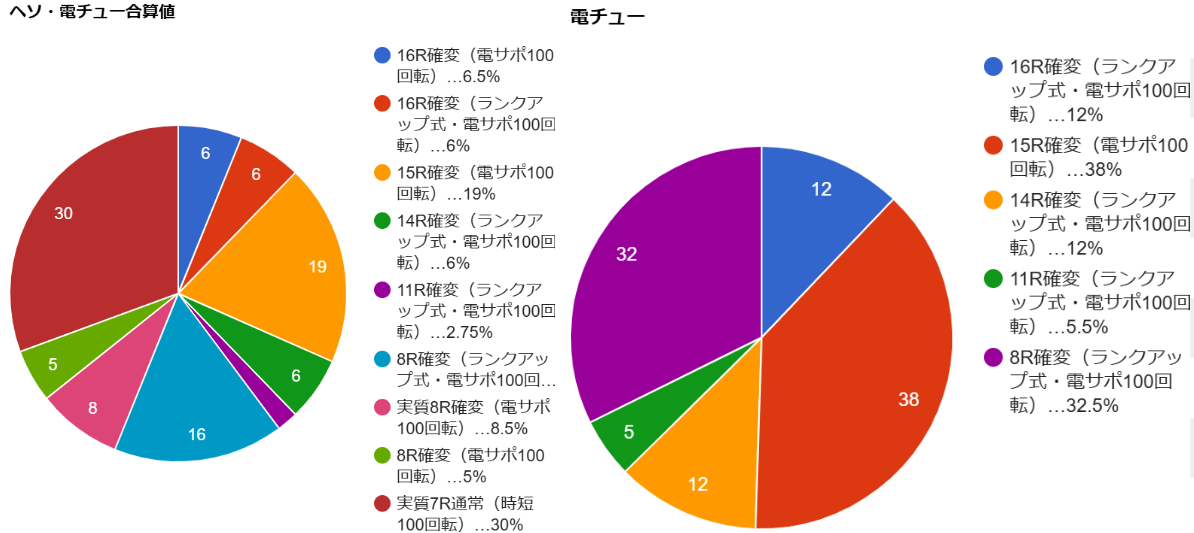 ヘソ・電チュー合算値
6
6
19
6
16
8
5
30
16R確変（電サポ100
回転）…6.5%
16R確変（ランクア
ップ式・電サポ100回
転）…6%
15R確変（電サポ100
回転）…19%
14R確変（ランクア
ップ式・電サポ100回
転）…6%
11R確変（ランクア
ップ式・電サポ100回
転）…2.75%
8R確変（ランクアッ
プ式・電サポ100回…
実質8R確変（電サポ
100回転）…8.5%
8R確変（電サポ100
回転）…5%
実質7R通常（時短
100回転）…30%
電チュー
12
38
12
5
32
16R確変（ランクア
ップ式・電サポ100回
転）…12%
15R確変（電サポ100
回転）…38%
14R確変（ランクア
ップ式・電サポ100回
転）…12%
11R確変（ランクア
ップ式・電サポ100回
転）…5.5%
8R確変（ランクアッ
プ式・電サポ100回
転）…32.5%